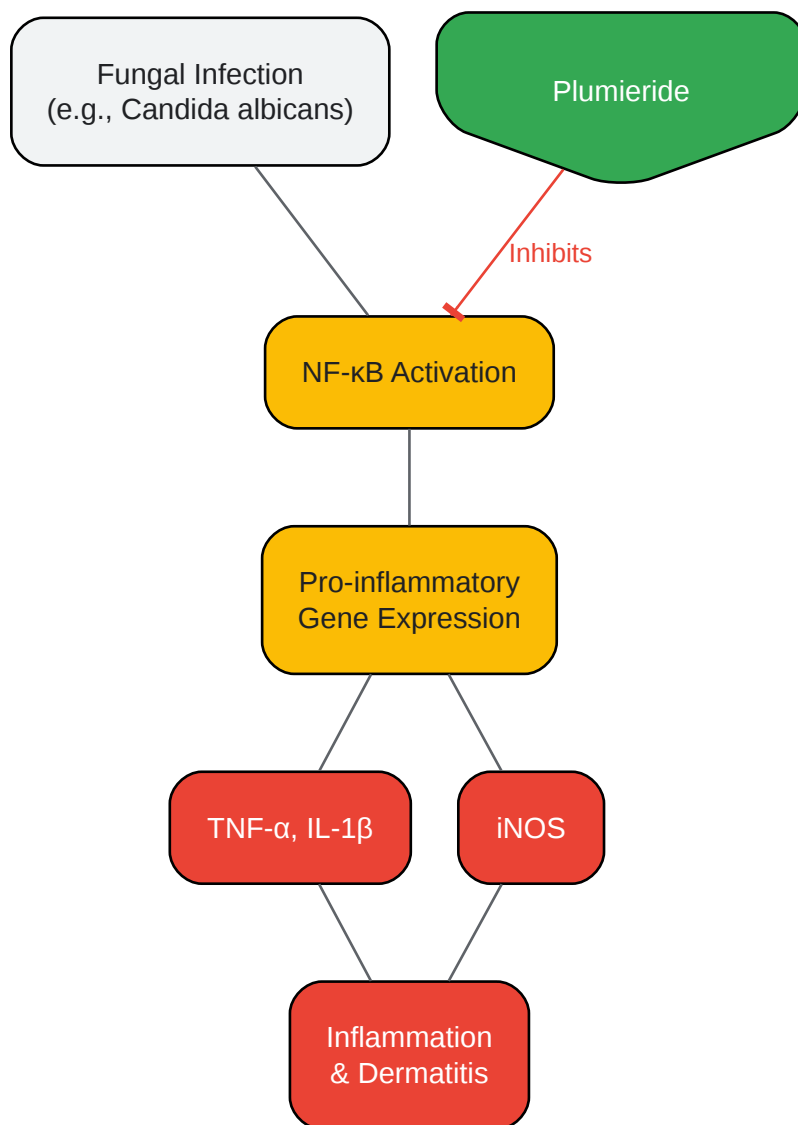 Fungal Infection
(e.g., Candida albicans)
Plumieride
Inhibits
NF-κB Activation
Pro-inflammatory
Gene Expression
TNF-α, IL-1β
iNOS
Inflammation
& Dermatitis